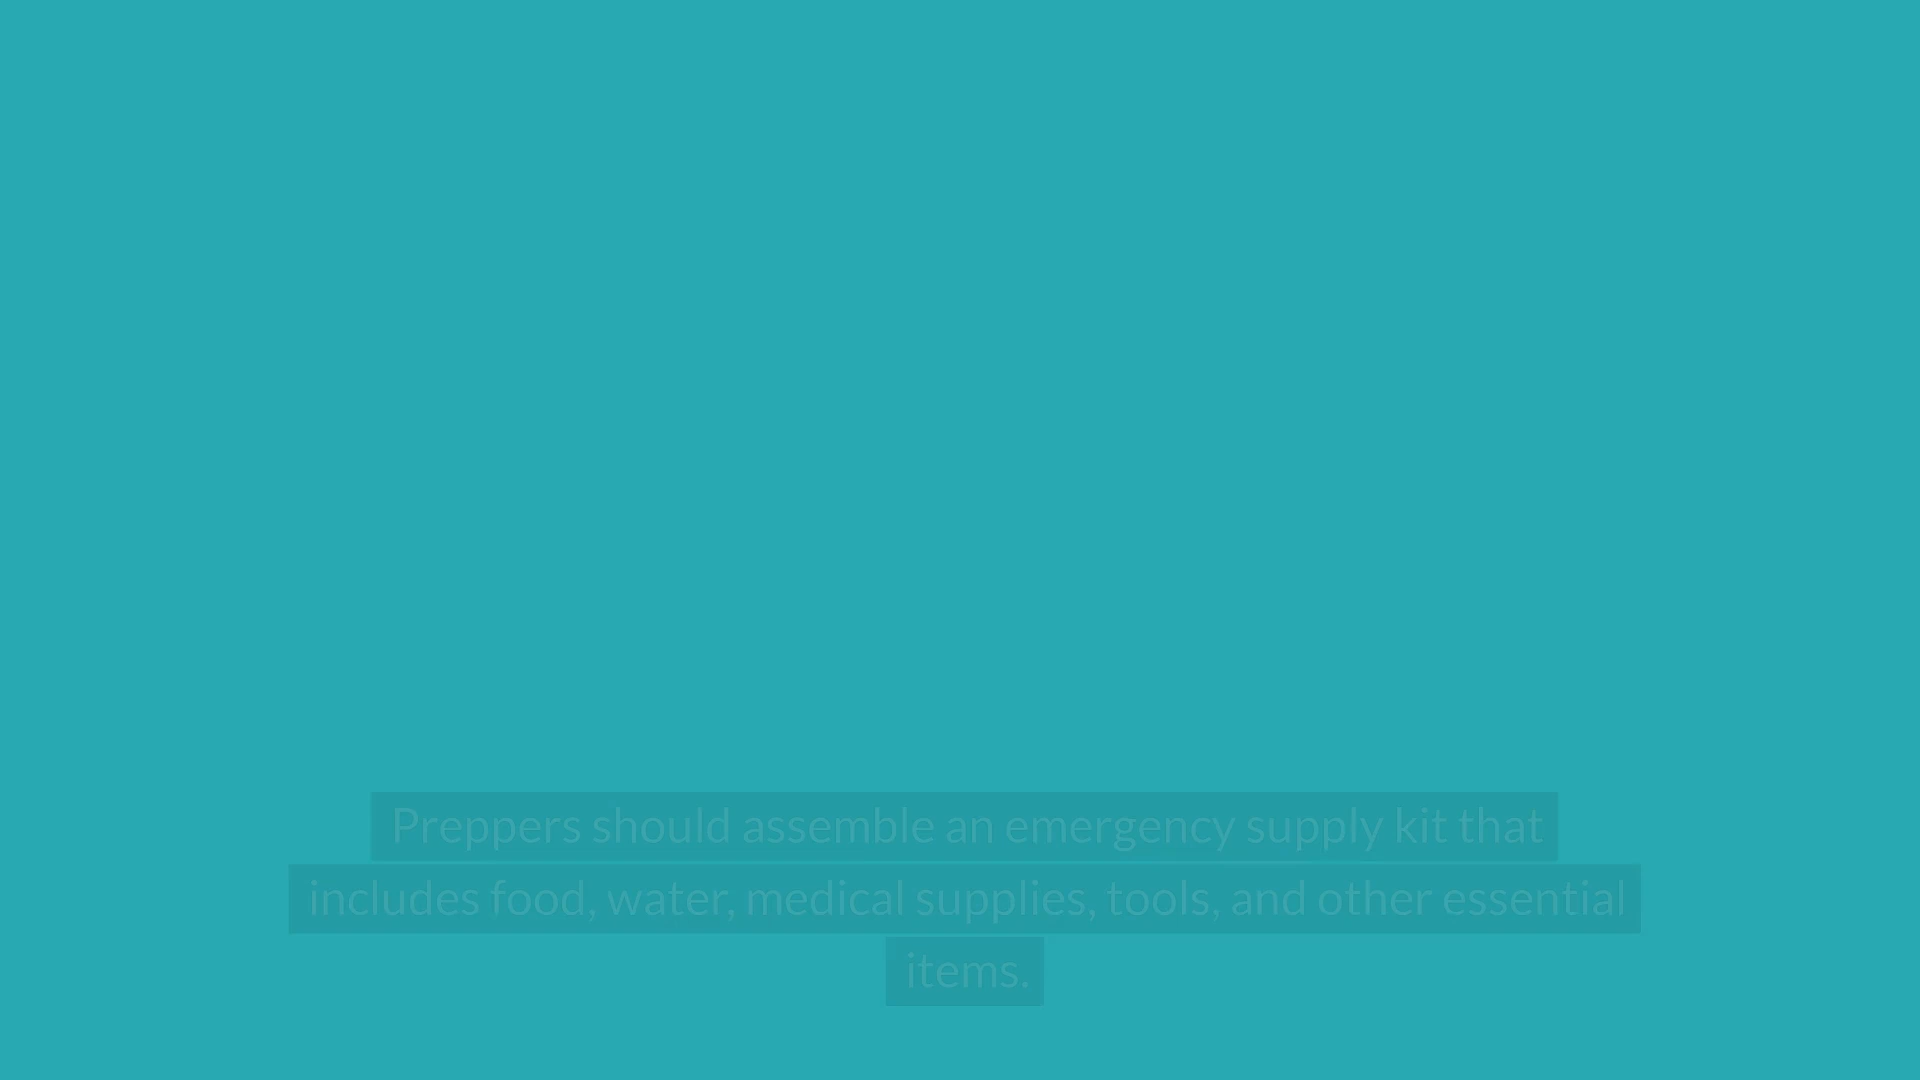 Preppers should assemble an emergency supply kit that
includes food, water, medical supplies, tools, and other essential
items.